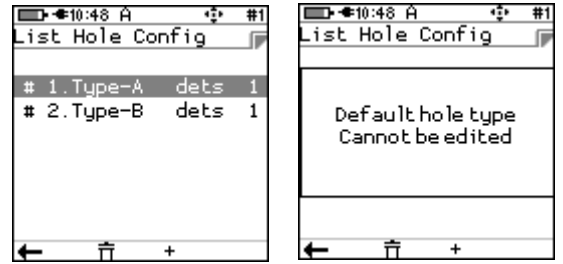 10:48 A #1
List Hole Config
# 1.Type-A dets 1
# 2.Type-B dets 1
+
10:48 A #1
List Hole Config
Default hole type
Cannot be edited
+